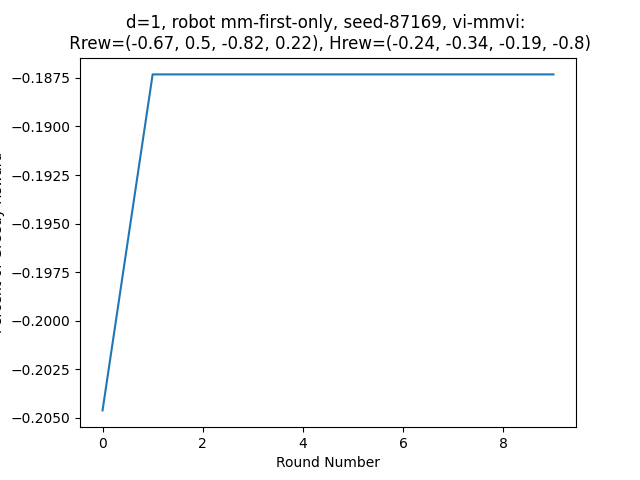 d=1, robot mm-first-only, seed-87169, vi-mmvi:
Rrew=(-0.67, 0.5, -0.82, 0.22), Hrew=(-0.24, -0.34, -0.19, -0.8)
−0.1875
−0.1900
−0.1925
−0.1950
−0.1975
−0.2000
−0.2025
−0.2050
0 2 4 6 8
Round Number